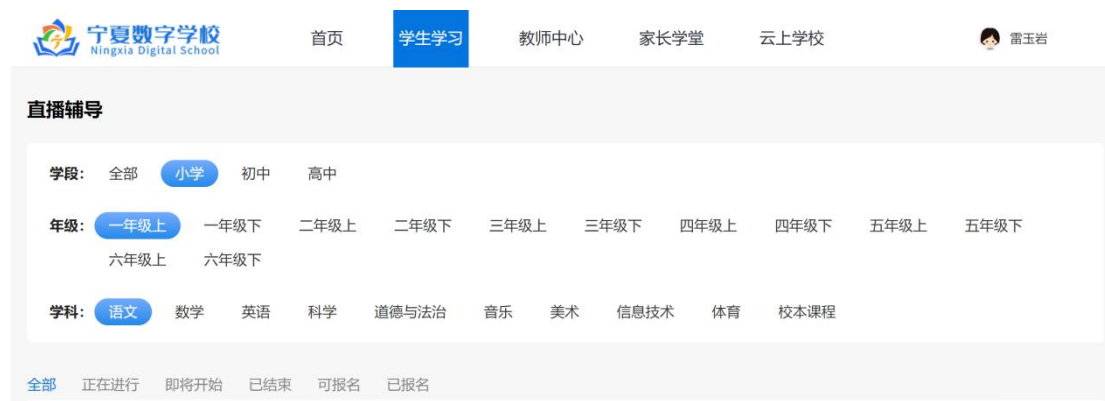 宁夏数字学校
Ningxia Digital School
首页 学生学习 教师中心 家长学堂 云上学校 雷玉岩
直播辅导
学段： 全部 小学 初中 高中
年级： 一年级上 一年级下 二年级上 二年级下 三年级上 三年级下 四年级上 四年级下 五年级上 五年级下
六年级上 六年级下
学科： 语文 数学 英语 科学 道德与法治 音乐 美术 信息技术 体育 校本课程
全部 正在进行 即将开始 已结束 可报名 已报名